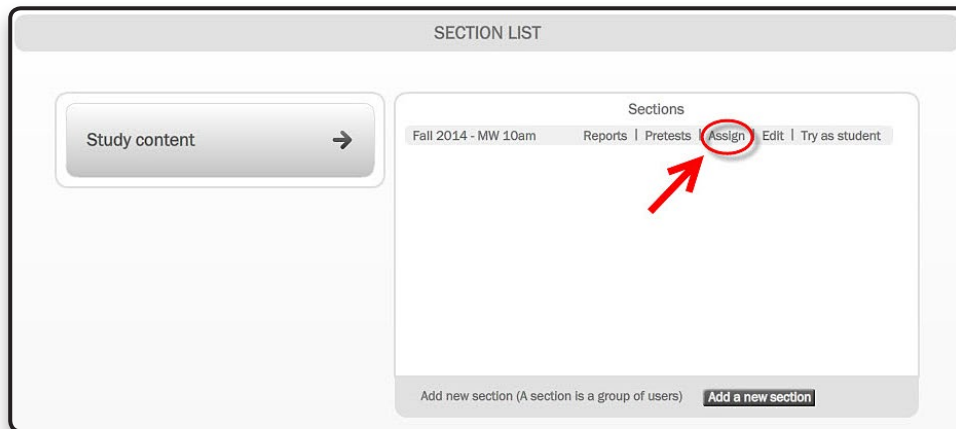 SECTION LIST
Study content
Sections
Fall 2014 - MW 10am Reports | Pretests | Assign | Edit | Try as student
Add new section (A section is a group of users) Add a new section